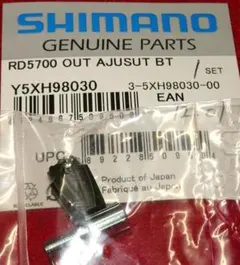 SHIMANO
GENUINE PARTS
RD5700 OUT AJUSUT BT
1 SET
Y5XH98030 3-5XH98030-00
EAN
UPC
Product of Japan
Fabriqué au Japon